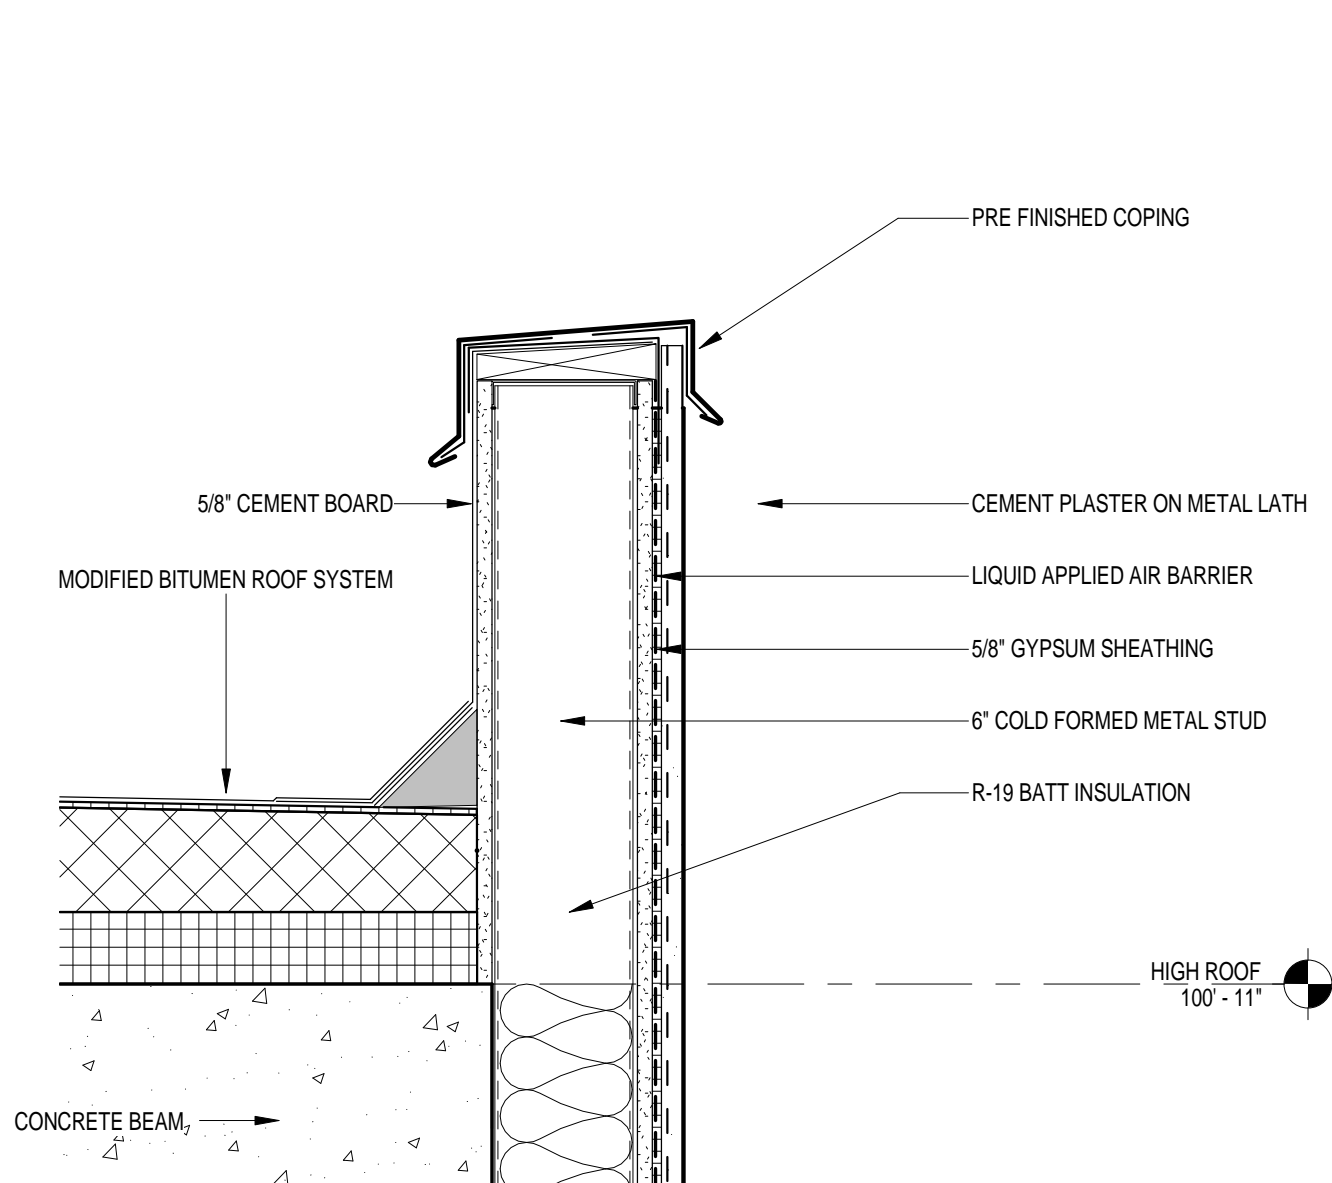 PRE FINISHED COPING
5/8" CEMENT BOARD
CEMENT PLASTER ON METAL LATH
MODIFIED BITUMEN ROOF SYSTEM
LIQUID APPLIED AIR BARRIER
5/8" GYPSUM SHEATHING
6" COLD FORMED METAL STUD
R-19 BATT INSULATION
HIGH ROOF
100' - 11"
CONCRETE BEAM